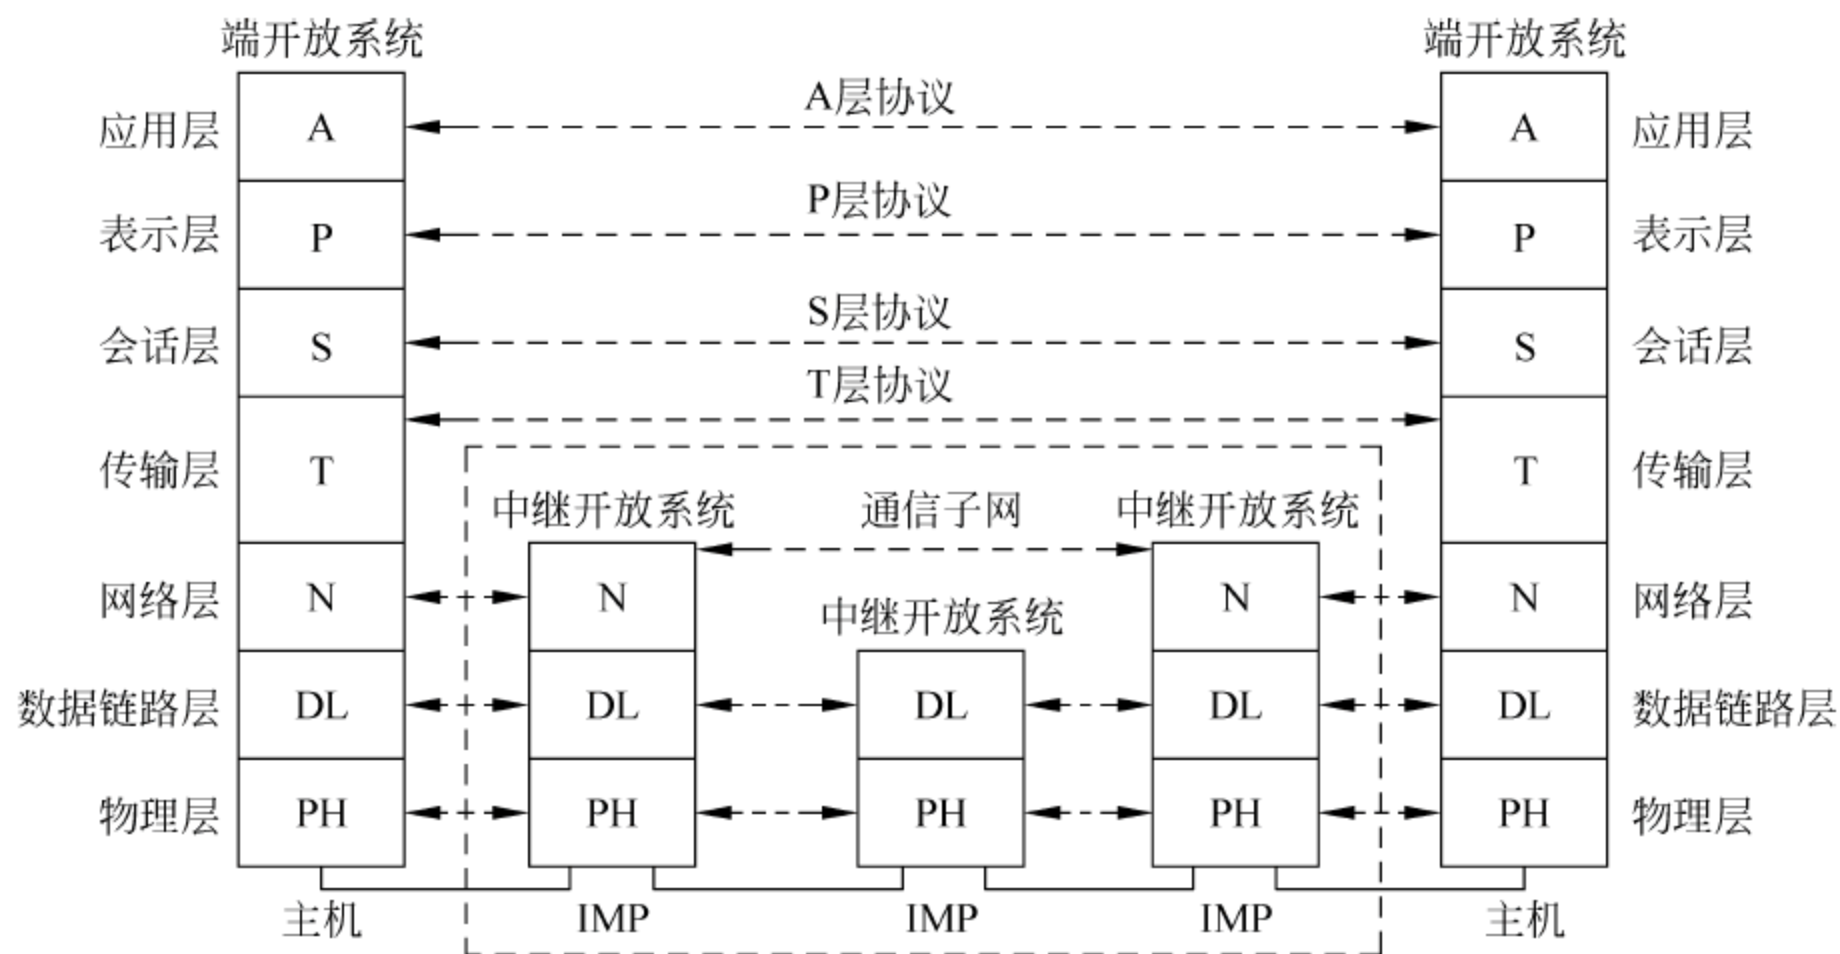 端开放系统 端开放系统
A层协议
应用层 A A 应用层
P层协议
表示层 P P 表示层
S层协议
会话层 S S 会话层
T层协议
传输层 T T 传输层
中继开放系统 通信子网 中继开放系统
网络层 N N N N 网络层
中继开放系统
数据链路层 DL DL DL DL DL 数据链路层
物理层 PH PH PH PH PH 物理层
主机 IMP IMP IMP 主机